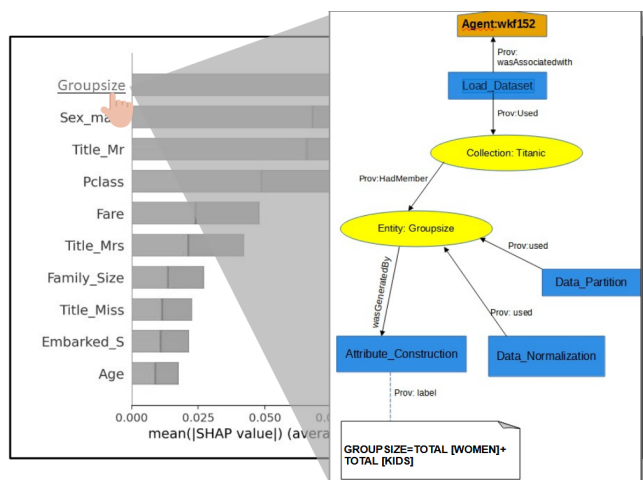 Groupsize
Sex_ma
Title_Mr
Pclass
Fare
Title_Mrs
Family_Size
Title_Miss
Embarked_S
Age
0.000
0.025
0.050
mean(|SHAP value|) (avera
Agent:wkf152
Prov:
wasAssociatedwith
Load_Dataset
Prov:Used
Collection: Titanic
Prov:HadMember
Entity: Groupsize
Prov:used
wasGeneratedBy
Data_Partition
Prov: used
Attribute_Construction
Data_Normalization
Prov: label
GROUPSIZE=TOTAL [WOMEN]+
TOTAL [KIDS]